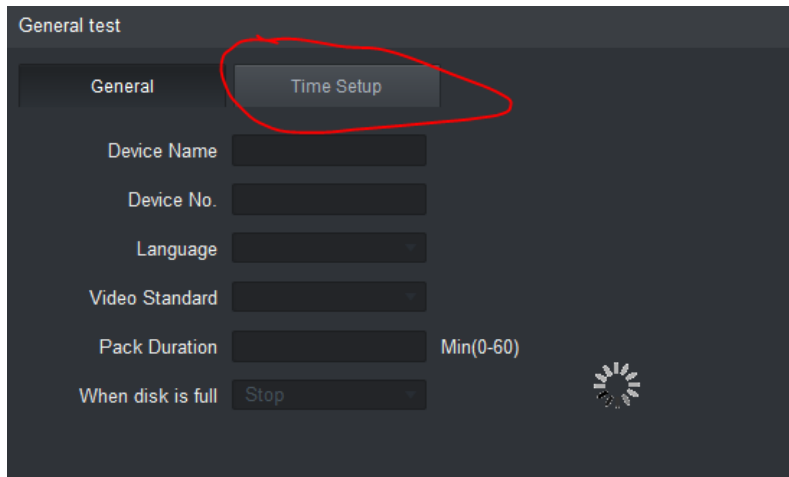 General test
General Time Setup
Device Name
Device No.
Language
Video Standard
Pack Duration Min(0-60)
When disk is full Stop